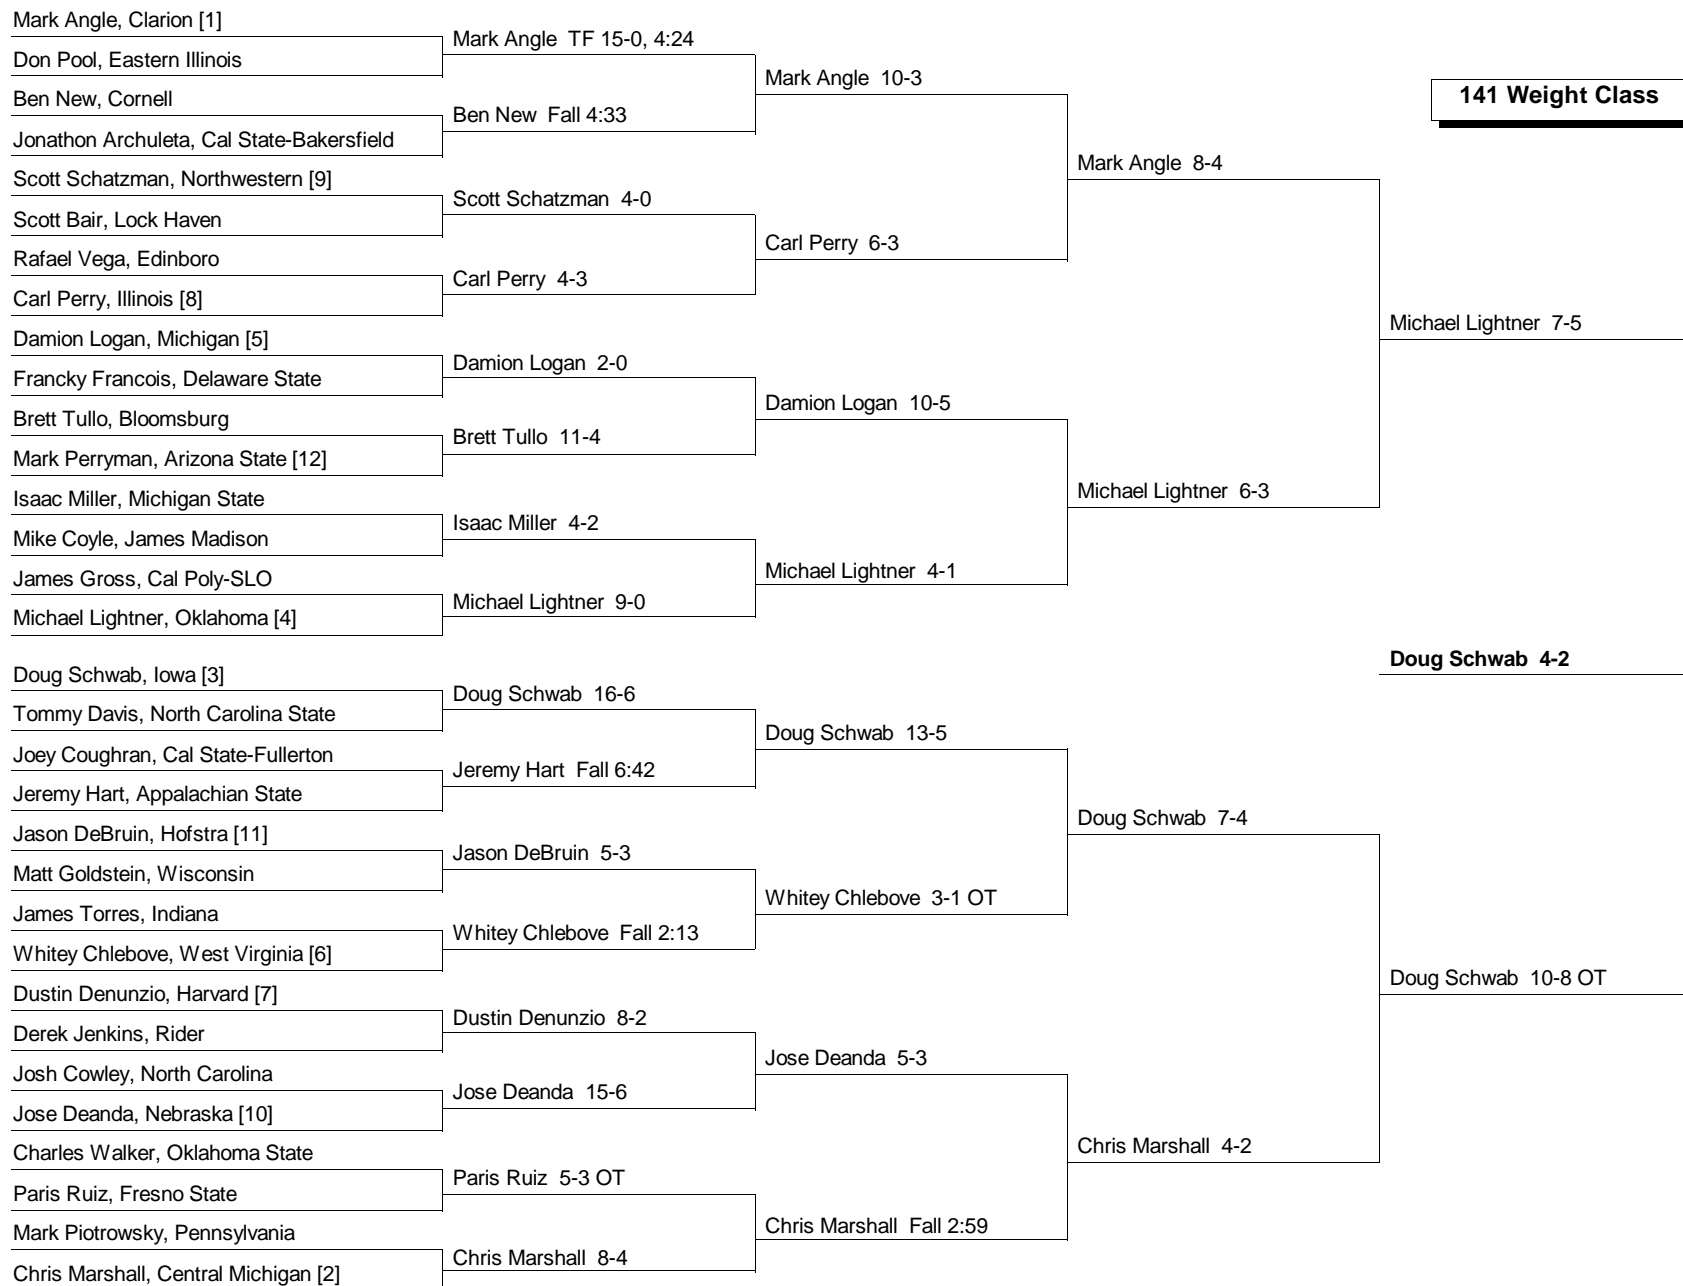 Mark Angle, Clarion [1]
Don Pool, Eastern Illinois
Ben New, Cornell
Jonathon Archuleta, Cal State-Bakersfield
Scott Schatzman, Northwestern [9]
Scott Bair, Lock Haven
Rafael Vega, Edinboro
Carl Perry, Illinois [8]
Damion Logan, Michigan [5]
Francky Francois, Delaware State
Brett Tullo, Bloomsburg
Mark Perryman, Arizona State [12]
Isaac Miller, Michigan State
Mike Coyle, James Madison
James Gross, Cal Poly-SLO
Michael Lightner, Oklahoma [4]
Doug Schwab, Iowa [3]
Tommy Davis, North Carolina State
Joey Coughran, Cal State-Fullerton
Jeremy Hart, Appalachian State
Jason DeBruin, Hofstra [11]
Matt Goldstein, Wisconsin
James Torres, Indiana
Whitey Chlebove, West Virginia [6]
Dustin Denunzio, Harvard [7]
Derek Jenkins, Rider
Josh Cowley, North Carolina
Jose Deanda, Nebraska [10]
Charles Walker, Oklahoma State
Paris Ruiz, Fresno State
Mark Piotrowsky, Pennsylvania
Chris Marshall, Central Michigan [2]
Mark Angle TF 15-0, 4:24
Ben New Fall 4:33
Scott Schatzman 4-0
Carl Perry 4-3
Damion Logan 2-0
Brett Tullo 11-4
Isaac Miller 4-2
Michael Lightner 9-0
Doug Schwab 16-6
Jeremy Hart Fall 6:42
Jason DeBruin 5-3
Whitey Chlebove Fall 2:13
Dustin Denunzio 8-2
Jose Deanda 15-6
Paris Ruiz 5-3 OT
Chris Marshall 8-4
Mark Angle 10-3
Carl Perry 6-3
Damion Logan 10-5
Michael Lightner 4-1
Doug Schwab 13-5
Whitey Chlebove 3-1 OT
Jose Deanda 5-3
Chris Marshall Fall 2:59
Mark Angle 8-4
Michael Lightner 6-3
Doug Schwab 7-4
Chris Marshall 4-2
141 Weight Class
Michael Lightner 7-5
Doug Schwab 4-2
Doug Schwab 10-8 OT